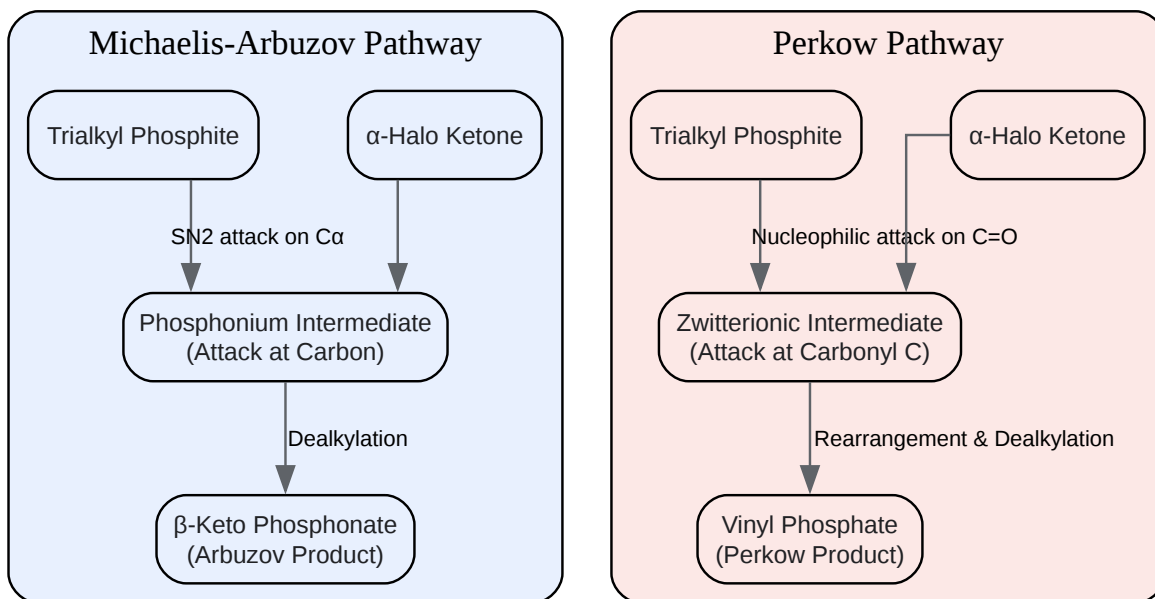 Michaelis-Arbuzov Pathway
Trialkyl Phosphite
α-Halo Ketone
SN2 attack on Cα
Phosphonium Intermediate
(Attack at Carbon)
Dealkylation
β-Keto Phosphonate
(Arbuzov Product)
Perkow Pathway
Trialkyl Phosphite
α-Halo Ketone
Nucleophilic attack on C=O
Zwitterionic Intermediate
(Attack at Carbonyl C)
Rearrangement & Dealkylation
Vinyl Phosphate
(Perkow Product)